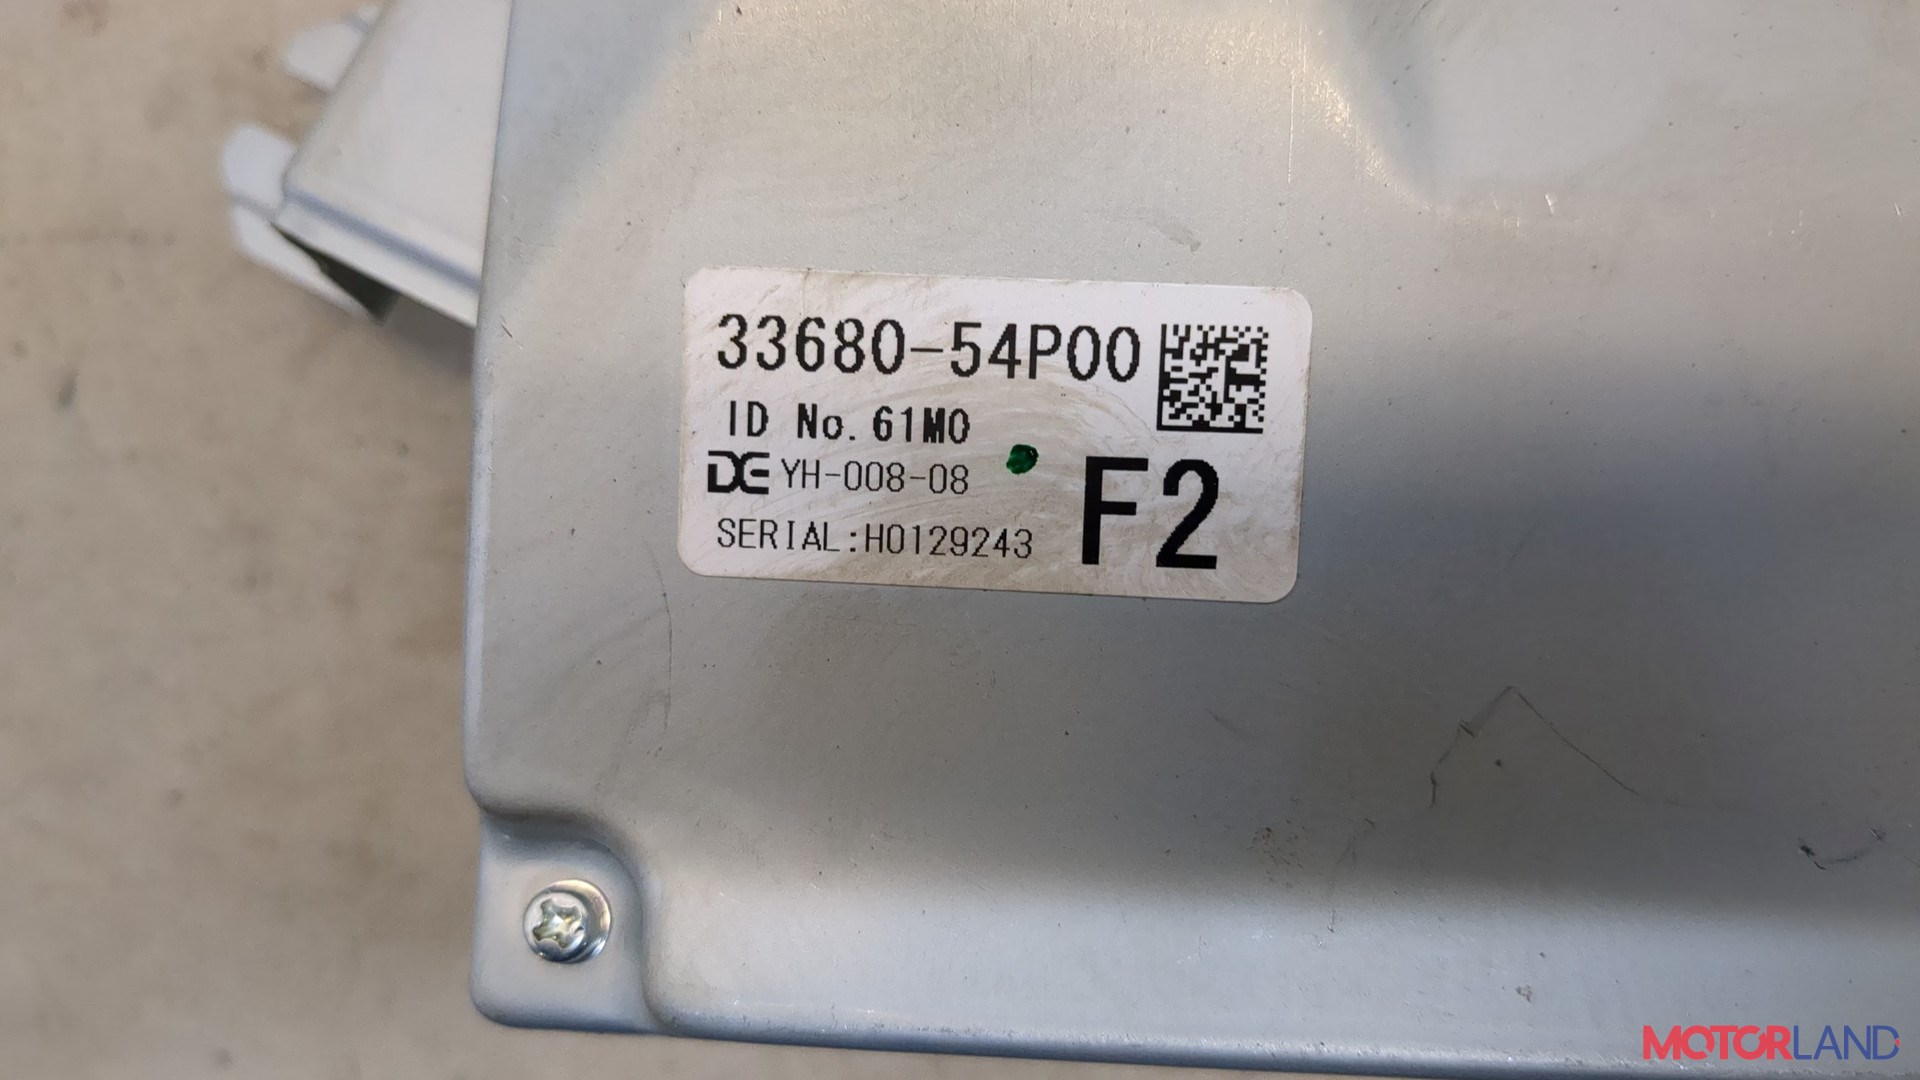 33680-54P00
ID No. 61M0
DE YH-008-08
F2
SERIAL:H0129243
MOTORLAND